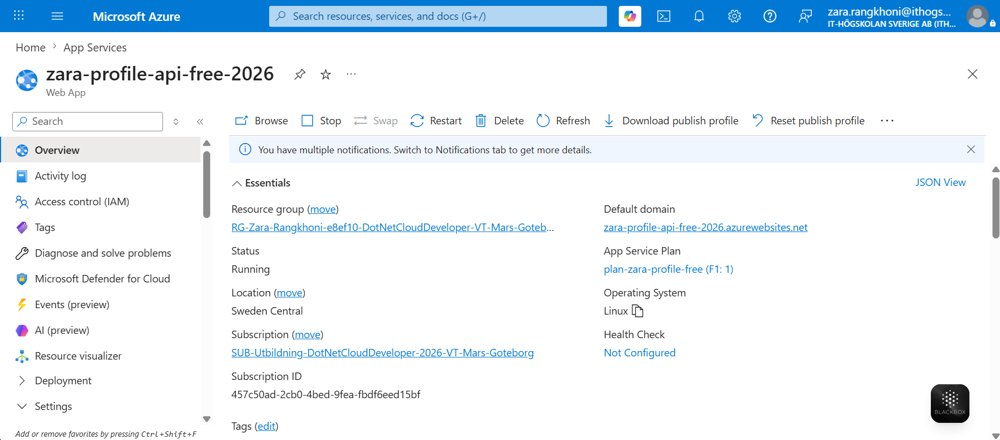 Microsoft Azure
Search resources, services, and docs (G+/)
zara.rangkhoni@ithogs...
IT-HÖGSKOLAN SVERIGE AB (ITH...
Home > App Services
zara-profile-api-free-2026
...
Web App
Search
Browse Stop Swap Restart Delete Refresh Download publish profile Reset publish profile ...
Overview
Activity log
Access control (IAM)
Tags
Diagnose and solve problems
Microsoft Defender for Cloud
Events (preview)
AI (preview)
Resource visualizer
Deployment
Settings
Add or remove favorites by pressing Ctrl+Shift+F
You have multiple notifications. Switch to Notifications tab to get more details.
Essentials
JSON View
Resource group (move)
RG-Zara-Rangkhoni-e8ef10-DotNetCloudDeveloper-VT-Mars-Goteb...
Status
Running
Location (move)
Sweden Central
Subscription (move)
SUB-Utbildning-DotNetCloudDeveloper-2026-VT-Mars-Goteborg
Subscription ID
457c50ad-2cb0-4bed-9fea-fbdf6eed15bf
Tags (edit)
Default domain
zara-profile-api-free-2026.azurewebsites.net
App Service Plan
plan-zara-profile-free (F1: 1)
Operating System
Linux
Health Check
Not Configured
BLACKBOX